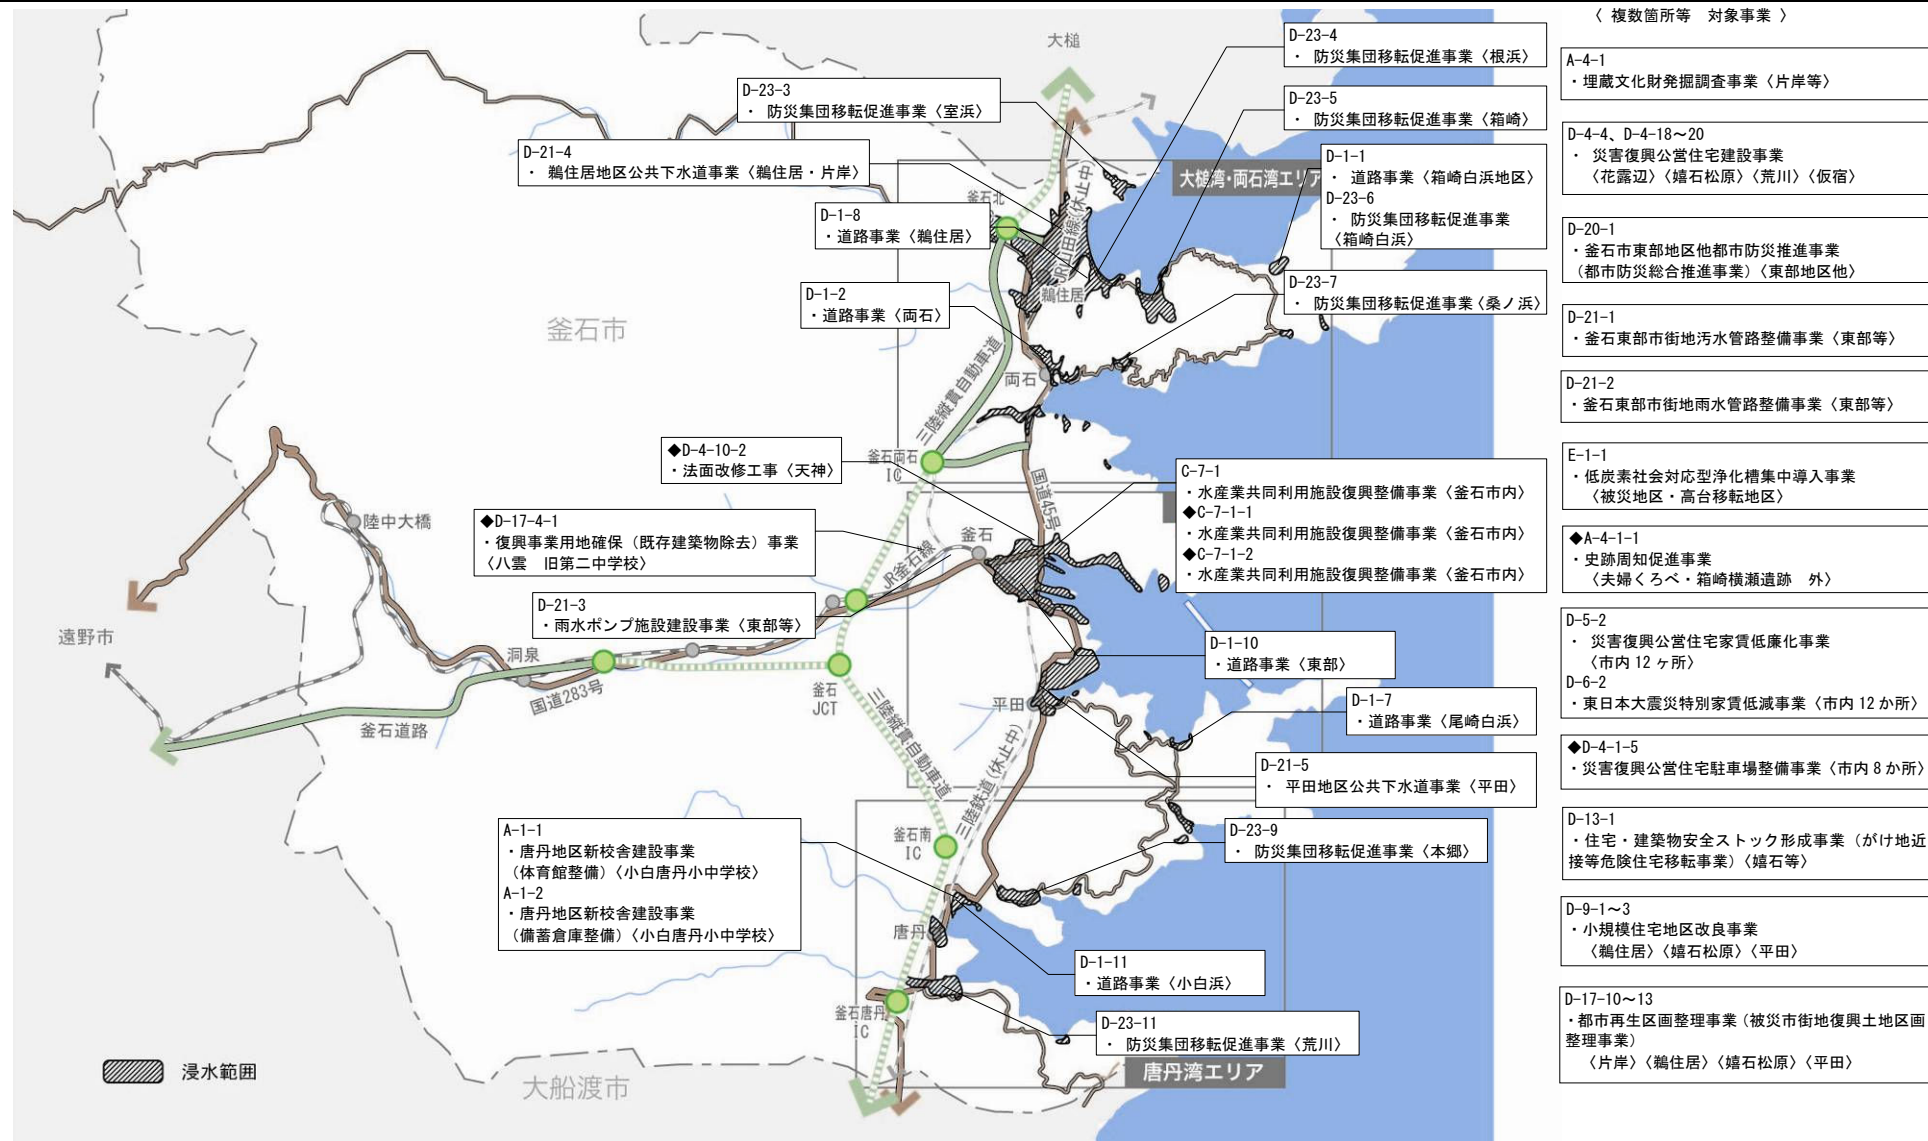 〈 複数箇所等　対象事業 〉
A-4-1
・埋蔵文化財発掘調査事業〈片岸等〉
D-4-4、D-4-18～20
・ 災害復興公営住宅建設事業
〈花露辺〉〈嬉石松原〉〈荒川〉〈仮宿〉
D-20-1
・釜石市東部地区他都市防災推進事業
（都市防災総合推進事業）〈東部地区他〉
D-21-1
・釜石東部市街地汚水管路整備事業〈東部等〉
D-21-2
・釜石東部市街地雨水管路整備事業〈東部等〉
E-1-1
・低炭素社会対応型浄化槽集中導入事業
〈被災地区・高台移転地区〉
◆A-4-1-1
・史跡周知促進事業
〈夫婦くろべ・箱崎横瀬遺跡　外〉
D-5-2
・ 災害復興公営住宅家賃低廉化事業
〈市内 12 ヶ所〉
D-6-2
・東日本大震災特別家賃低減事業〈市内 12 か所〉
◆D-4-1-5
・災害復興公営住宅駐車場整備事業〈市内 8 か所〉
D-13-1
・住宅・建築物安全ストック形成事業（がけ地近
接等危険住宅移転事業）〈嬉石等〉
D-9-1～3
・小規模住宅地区改良事業
〈鵜住居〉〈嬉石松原〉〈平田〉
D-17-10～13
・都市再生区画整理事業（被災市街地復興土地区画
整理事業）
〈片岸〉〈鵜住居〉〈嬉石松原〉〈平田〉
D-23-4
・ 防災集団移転促進事業〈根浜〉
D-23-3
・ 防災集団移転促進事業〈室浜〉
D-23-5
・ 防災集団移転促進事業〈箱崎〉
D-21-4
・ 鵜住居地区公共下水道事業〈鵜住居・片岸〉
D-1-1
・ 道路事業〈箱崎白浜地区〉
D-23-6
・ 防災集団移転促進事業
〈箱崎白浜〉
D-1-8
・道路事業〈鵜住居〉
D-23-7
・ 防災集団移転促進事業〈桑ノ浜〉
D-1-2
・道路事業〈両石〉
◆D-4-10-2
・法面改修工事〈天神〉
C-7-1
・水産業共同利用施設復興整備事業〈釜石市内〉
◆C-7-1-1
・水産業共同利用施設復興整備事業〈釜石市内〉
◆C-7-1-2
・水産業共同利用施設復興整備事業〈釜石市内〉
◆D-17-4-1
・復興事業用地確保（既存建築物除去）事業
〈八雲　旧第二中学校〉
D-21-3
・雨水ポンプ施設建設事業〈東部等〉
D-1-10
・道路事業〈東部〉
D-1-7
・道路事業〈尾崎白浜〉
D-21-5
・ 平田地区公共下水道事業〈平田〉
D-23-9
・ 防災集団移転促進事業〈本郷〉
A-1-1
・唐丹地区新校舎建設事業
（体育館整備）〈小白唐丹小中学校〉
A-1-2
・唐丹地区新校舎建設事業
（備蓄倉庫整備）〈小白唐丹小中学校〉
D-1-11
・道路事業〈小白浜〉
D-23-11
・ 防災集団移転促進事業〈荒川〉
大槌
大槌湾・両石湾エリア
釜石北
JR山田線(休止中)
鵜住居
釜石市
両石
三陸縦貫自動車道
釜石両石
IC
国道45号
陸中大橋
釜石
JR釜石線
遠野市
洞泉
国道283号
釜石道路
釜石
JCT
三陸縦貫自動車道
平田
三陸鉄道(休止中)
釜石南
IC
唐丹
釜石唐丹
IC
唐丹湾エリア
大船渡市
浸水範囲